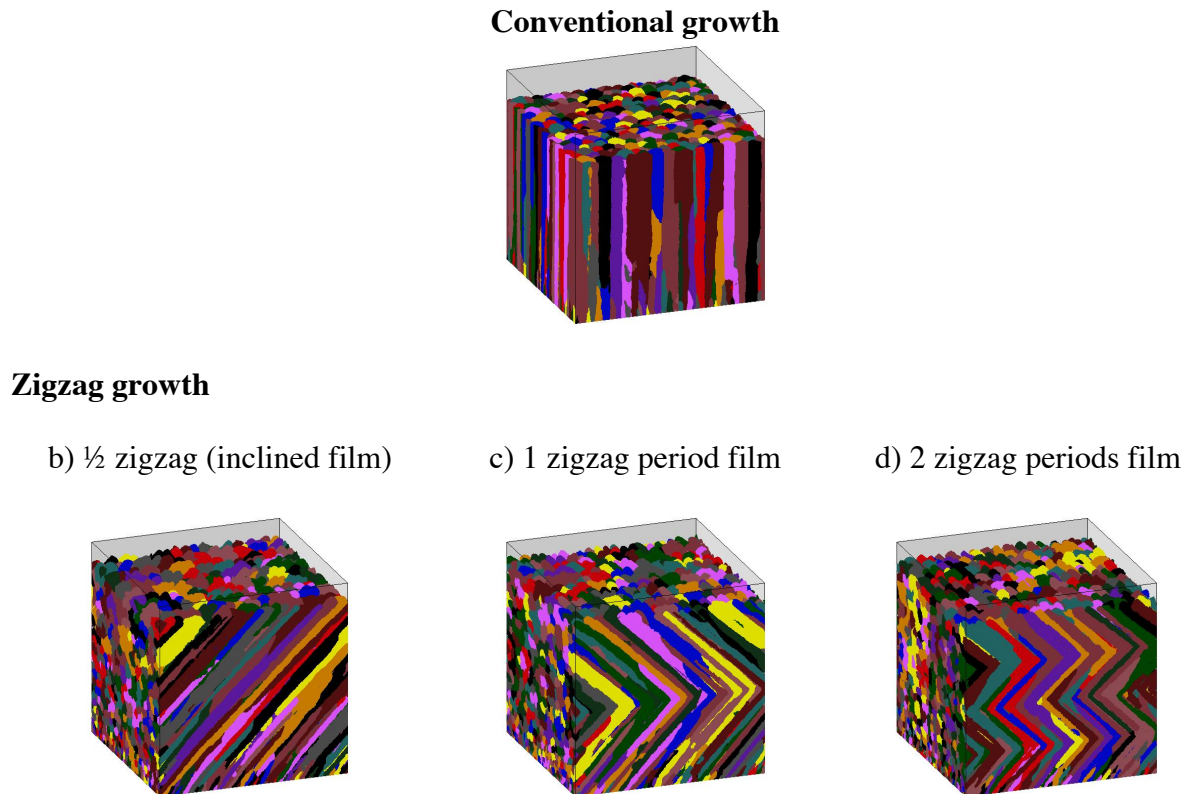 Conventional growth
Zigzag growth
b) ½ zigzag (inclined film)
c) 1 zigzag period film
d) 2 zigzag periods film